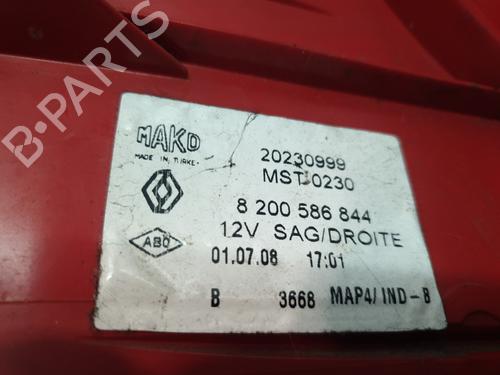 MAKO
MADE IN TURKEY
20230999
MST 0230
8 200 586 844
12V SAG/DROITE
ABO
01.07.08 17:01
B 3668 MAP4/IND-B
B-PARTS